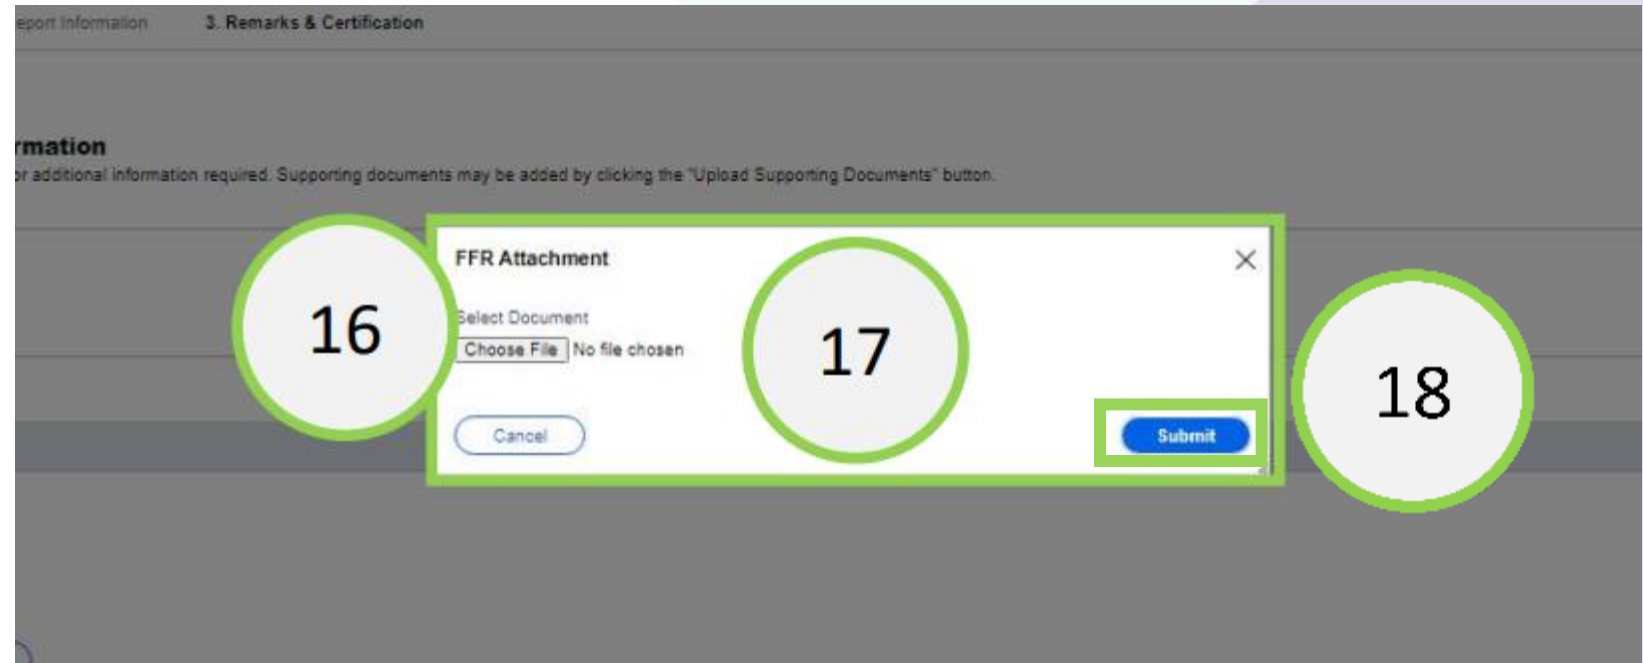 eport Information 3. Remarks & Certification
rmation
or additional information required. Supporting documents may be added by clicking the "Upload Supporting Documents" button.
FFR Attachment
16
Select Document
17
Choose File No file chosen
18
Cancel
Submit